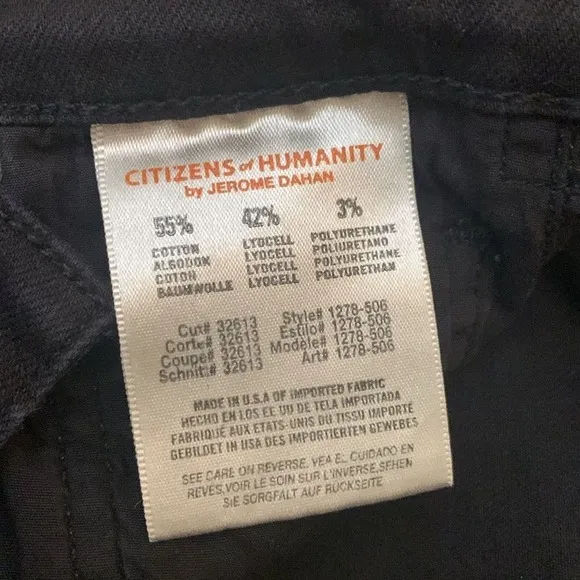 CITIZENS of HUMANITY
by JEROME DAHAN
55% 42% 3%
COTTON LYOCELL POLYURETHANE
ALGODON LYOCELL POLIURETANO
COTON LYOCELL POLYURETHANE
BAUMWOLLE LYOCELL POLYURETHAN
Cut# 32613 Style# 1278-506
Corte# 32613 Estilo# 1278-506
Coupe# 32613 Modèle# 1278-506
Schnitt# 32613 Art# 1278-506
MADE IN U.S.A OF IMPORTED FABRIC
HECHO EN LOS EE UU DE TELA IMPORTADA
FABRIQUÉ AUX ETATS-UNIS DU TISSU IMPORTÉ
GEBILDET IN USA DES IMPORTIERTEN GEWEBES
SEE CARE ON REVERSE. VEA EL CUIDADO EN
REVES.VOIR LE SOIN SUR L'INVERSE.SEHEN
SIE SORGFALT AUF RÜCKSEITE